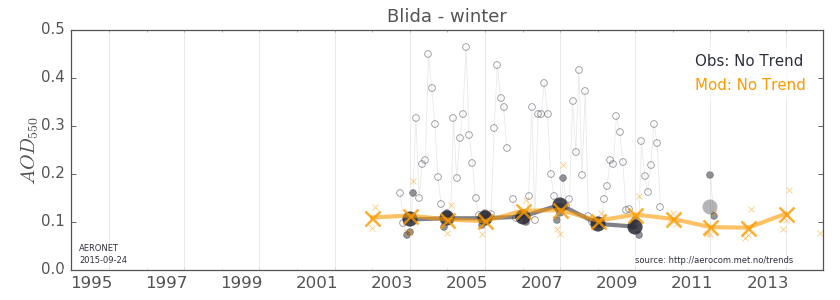 Blida - winter
0.5
0.4
0.3
0.2
0.1
0.0
AOD550
Obs: No Trend
Mod: No Trend
AERONET
2015-09-24
source: http://aerocom.met.no/trends
1995 1997 1999 2001 2003 2005 2007 2009 2011 2013